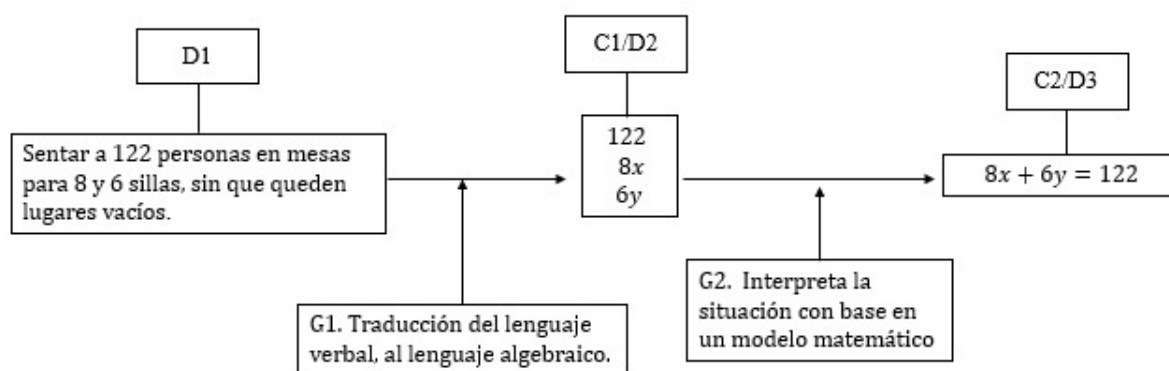 D1
C1/D2
C2/D3
Sentar a 122 personas en mesas
para 8 y 6 sillas, sin que queden
lugares vacíos.
122
8x
6y
8x + 6y = 122
G1. Traducción del lenguaje
verbal, al lenguaje algebraico.
G2.  Interpreta la
situación con base en
un modelo matemático